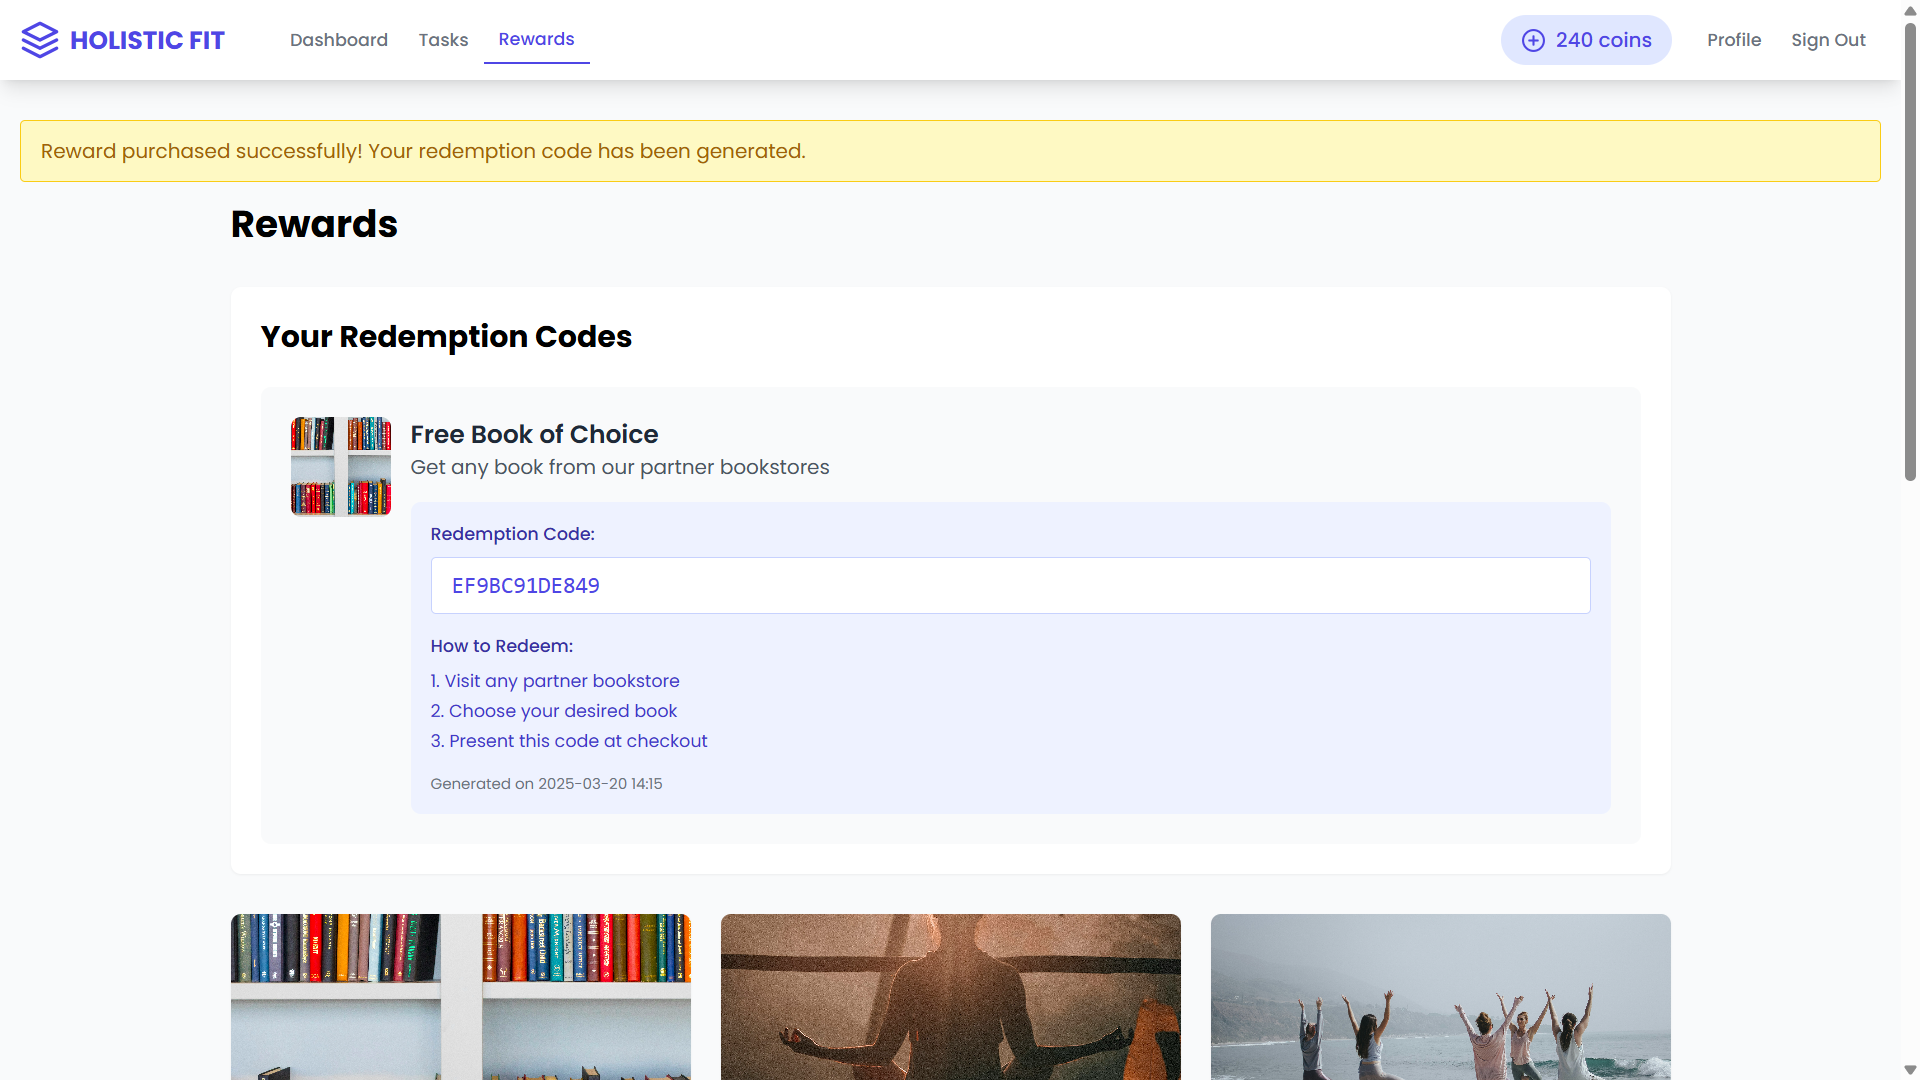 HOLISTIC FIT
Dashboard
Tasks
Rewards
240 coins
Profile
Sign Out
Reward purchased successfully! Your redemption code has been generated.
Rewards
Your Redemption Codes
Free Book of Choice
Get any book from our partner bookstores
Redemption Code:
EF9BC91DE849
How to Redeem:
1. Visit any partner bookstore
2. Choose your desired book
3. Present this code at checkout
Generated on 2025-03-20 14:15